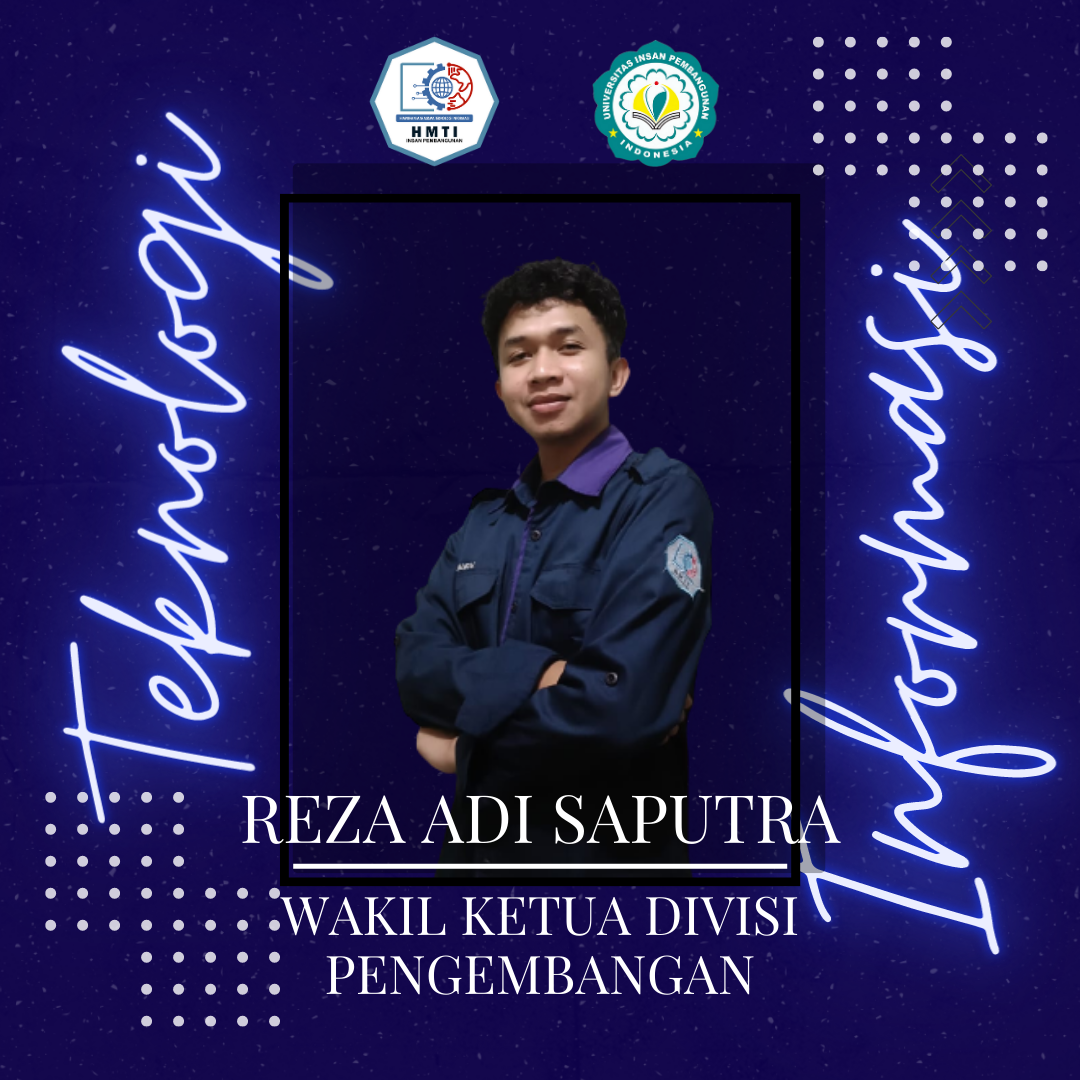 HMTI
INSAN PEMBANGUNAN
UNIVERSITAS INSAN PEMBANGUNAN
INDONESIA
Teknologi
Informasi
REZA ADI SAPUTRA
WAKIL KETUA DIVISI
PENGEMBANGAN